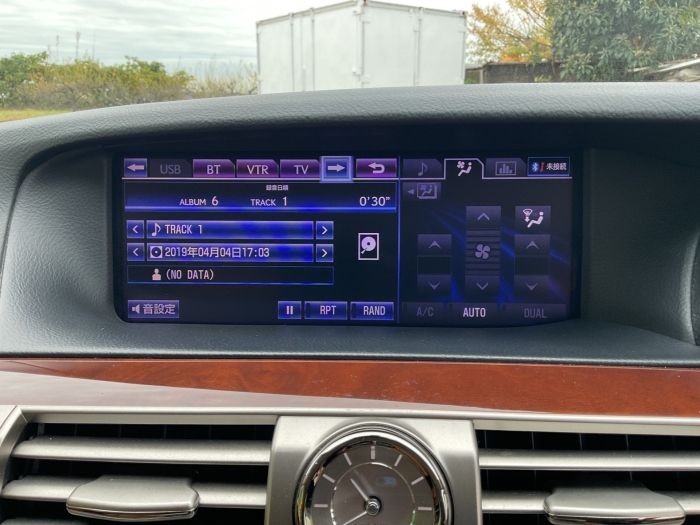 USB BT VTR TV
録音日順
ALBUM 6 TRACK 1 0'30"
TRACK 1
2019年04月04日17:03
(NO DATA)
音設定 RPT RAND
未接続
A/C AUTO DUAL